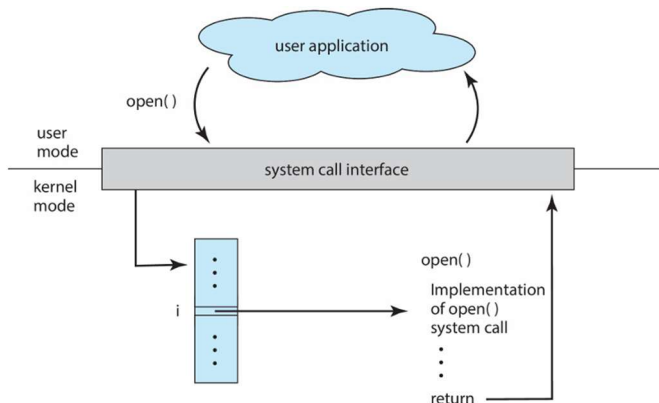 user application
open( )
user
mode
system call interface
kernel
mode
open( )
i
Implementation
of open( )
system call
return